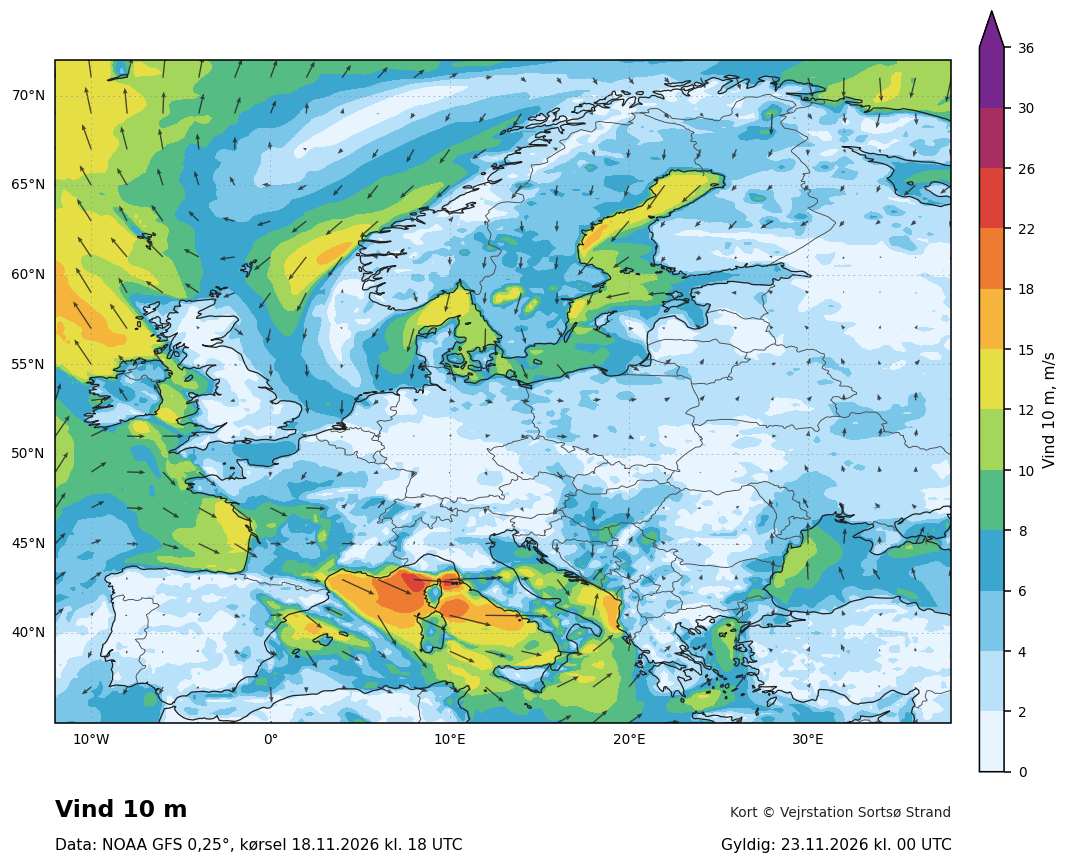 36
30
26
22
18
15
12
10
8
6
4
2
0
Vind 10 m, m/s
70°N
65°N
60°N
55°N
50°N
45°N
40°N
10°W
0°
10°E
20°E
30°E
Vind 10 m
Kort © Vejrstation Sortsø Strand
Data: NOAA GFS 0,25°, kørsel 18.11.2026 kl. 18 UTC
Gyldig: 23.11.2026 kl. 00 UTC